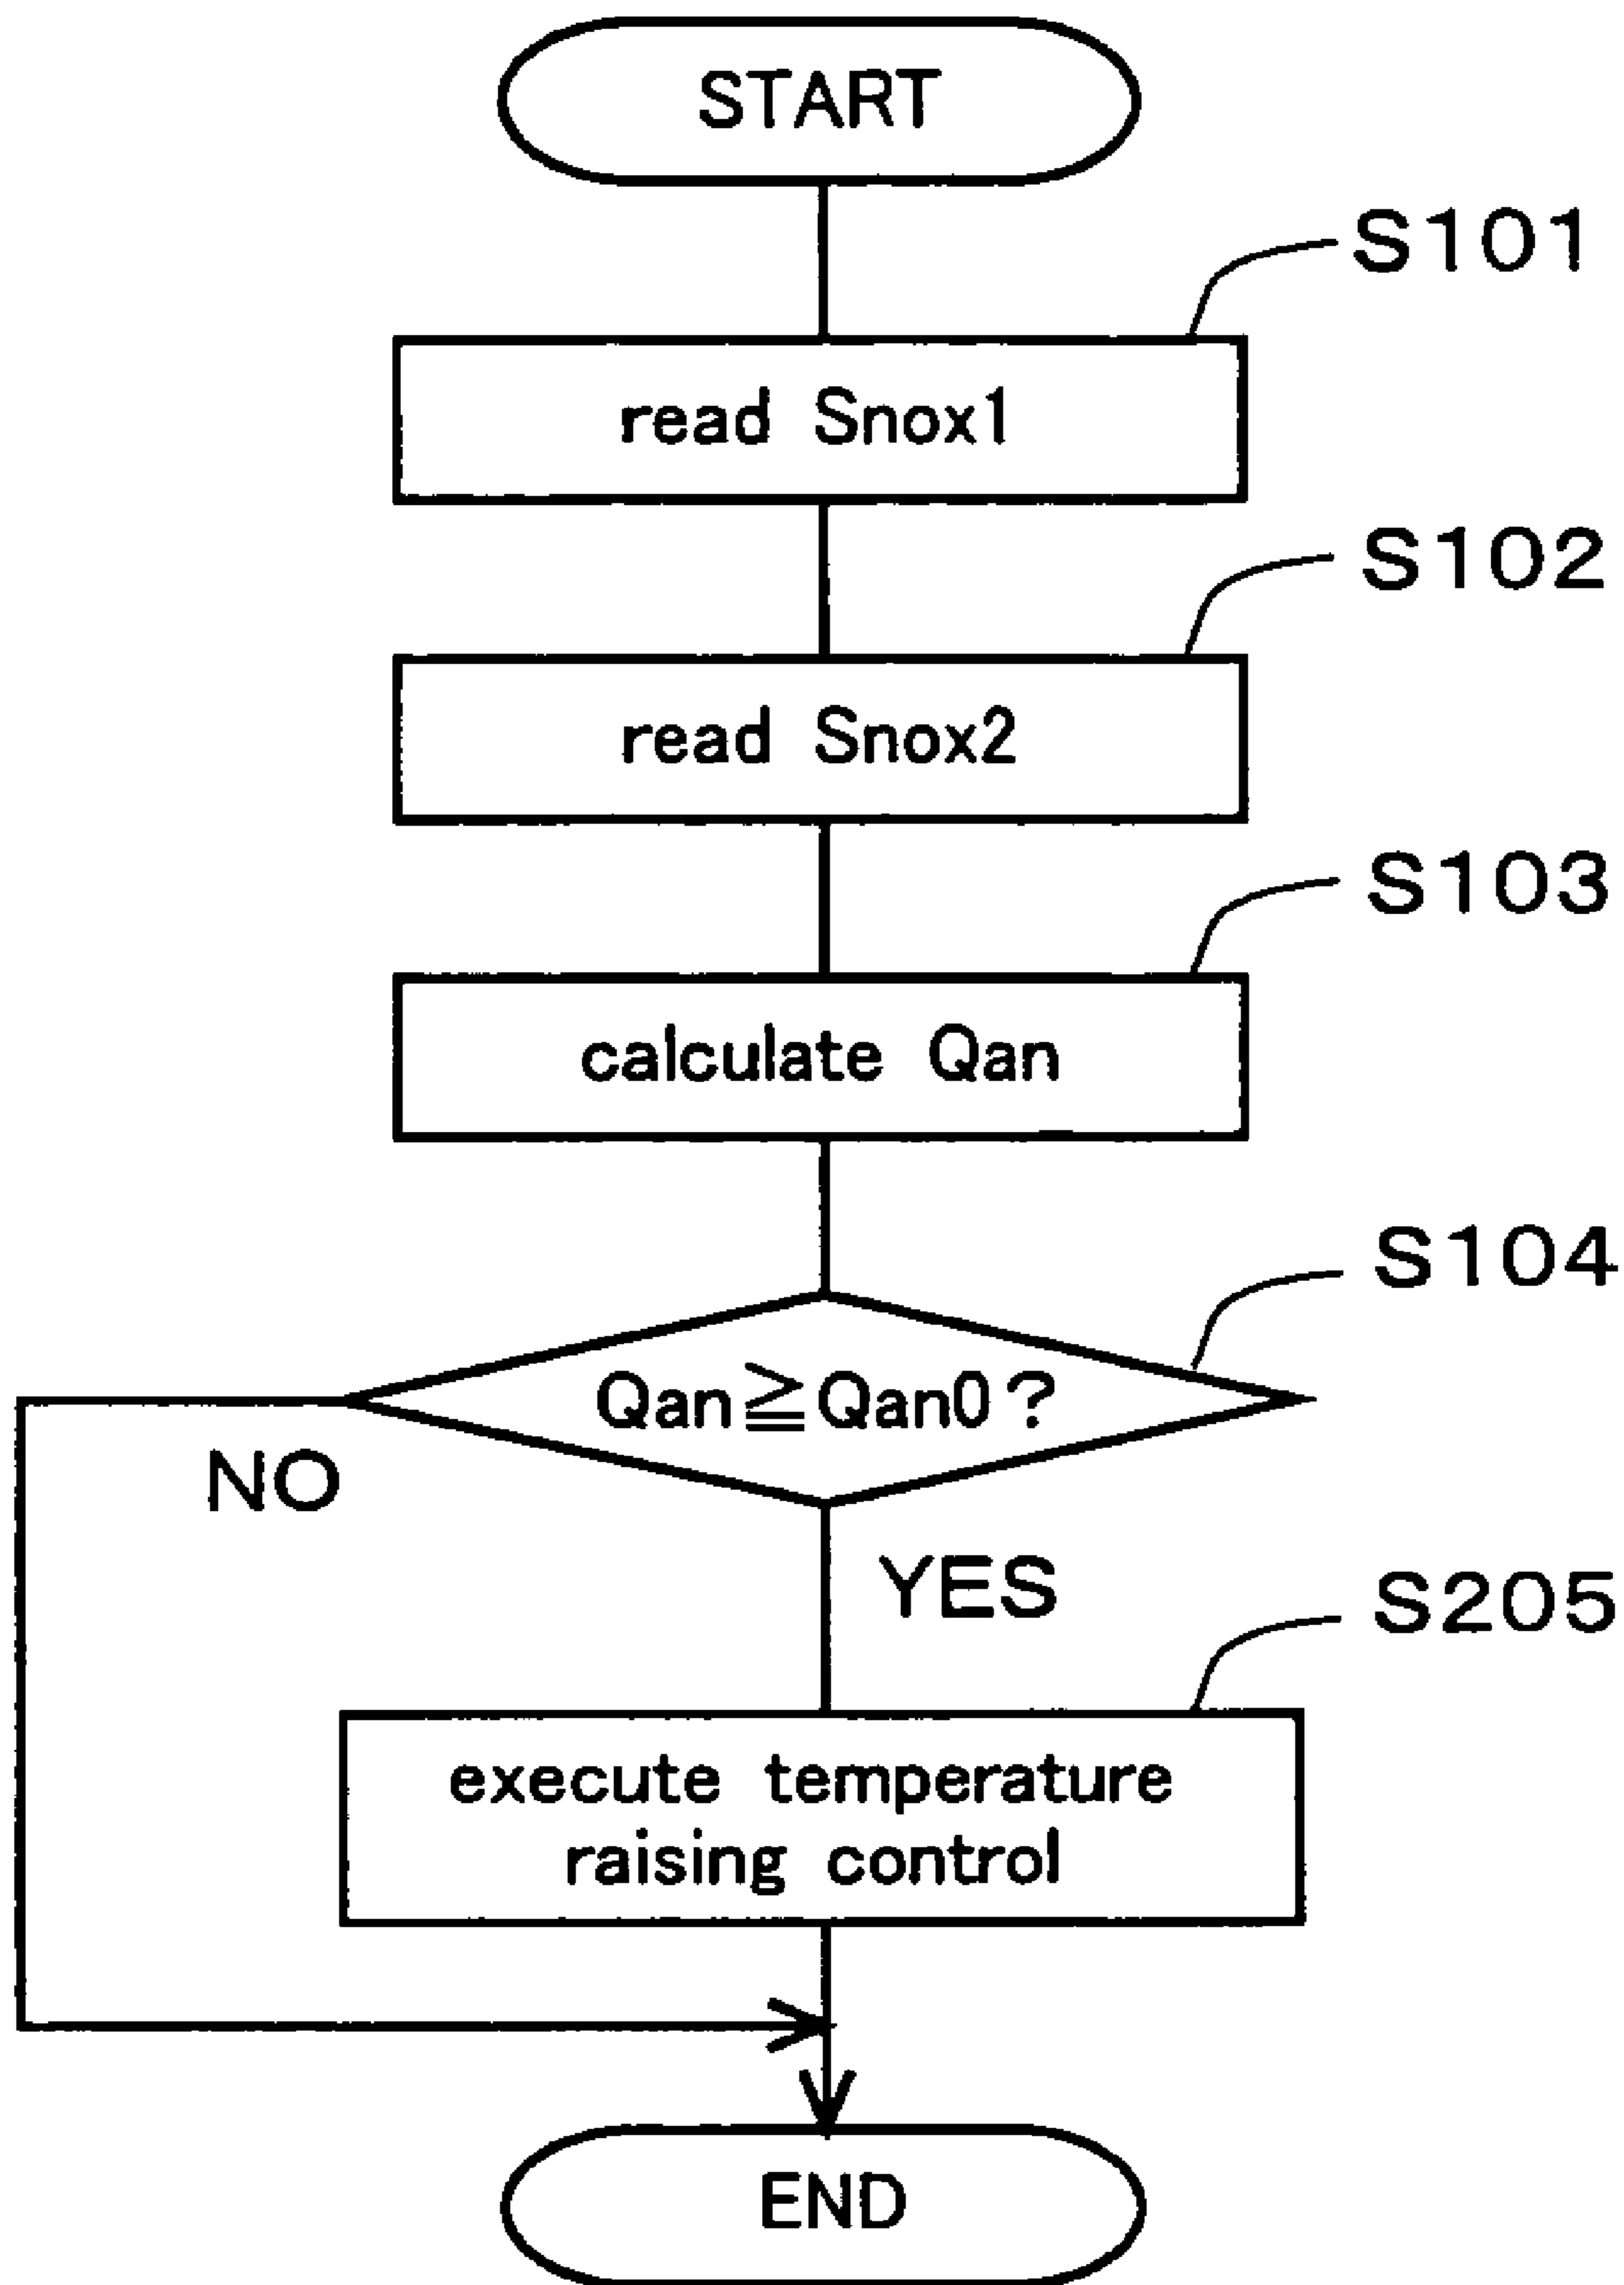 START
S101
read Snox1
S102
read Snox2
S103
calculate Qan
S104
Qan≧Qan0?
NO
YES
S205
execute temperature
raising control
END